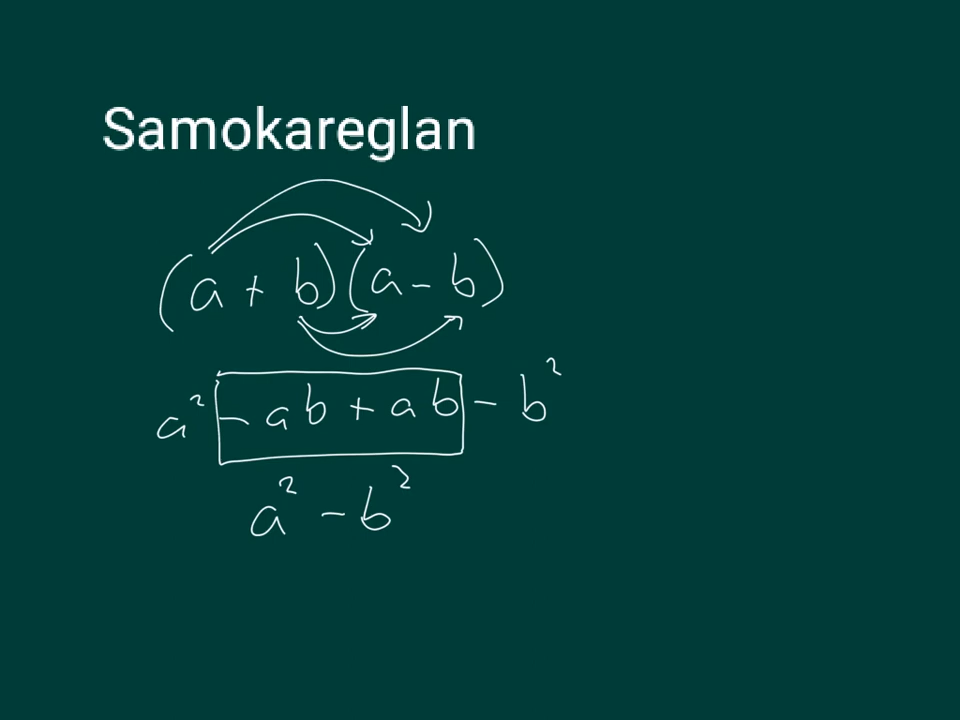 Samokareglan
(a + b)(a - b)
a² - ab + ab - b²
a² - b²